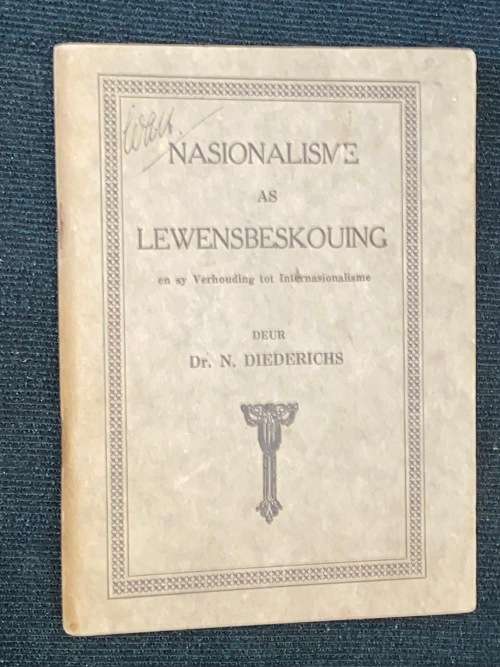 NASIONALISME
AS
LEWENSBESKOUING
en sy Verhouding tot Internasionalisme
DEUR
Dr. N. DIEDERICHS